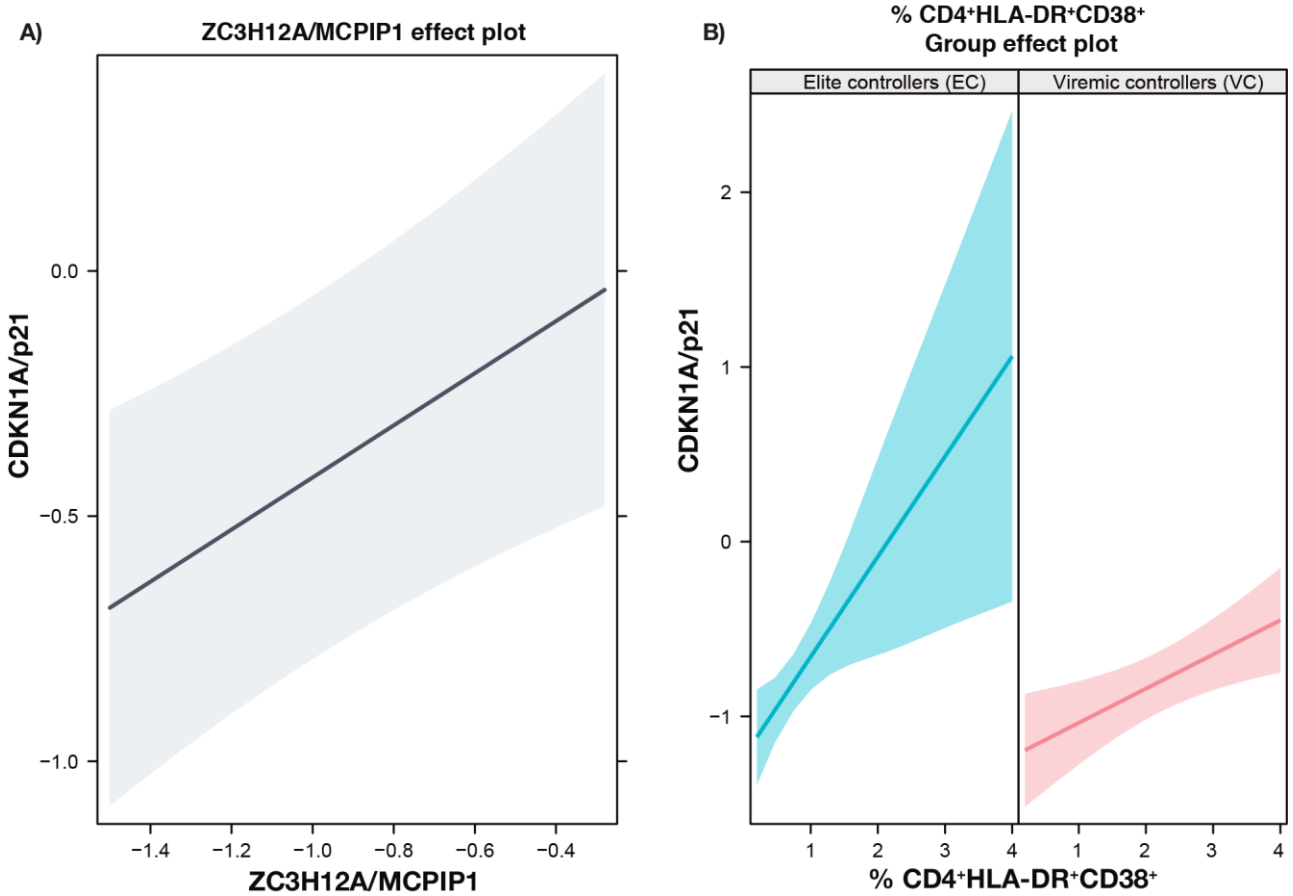 A)
ZC3H12A/MCPIP1 effect plot
CDKN1A/p21
0.0
−0.5
−1.0
−1.4 −1.2 −1.0 −0.8 −0.6 −0.4
ZC3H12A/MCPIP1
B)
% CD4⁺HLA-DR⁺CD38⁺
Group effect plot
Elite controllers (EC)
Viremic controllers (VC)
CDKN1A/p21
2
1
0
−1
1 2 3 4 1 2 3 4
% CD4⁺HLA-DR⁺CD38⁺